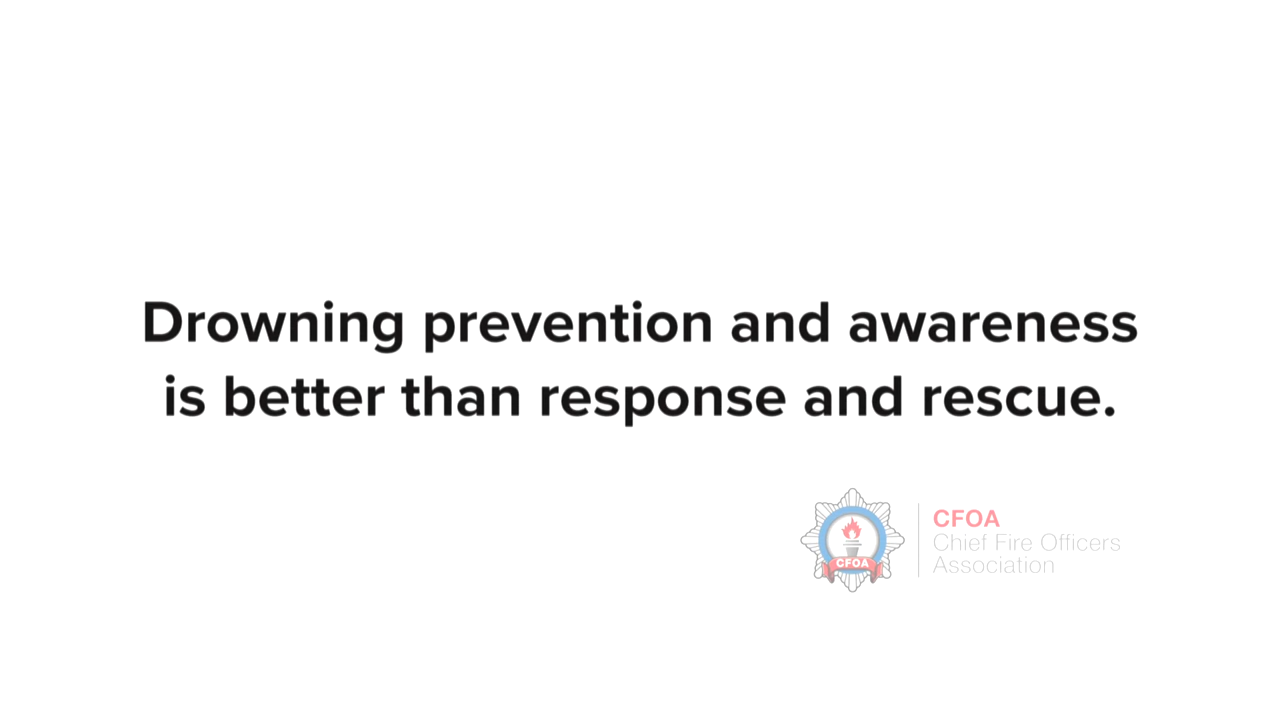 Drowning prevention and awareness
is better than response and rescue.
CFOA
CFOA
Chief Fire Officers
Association